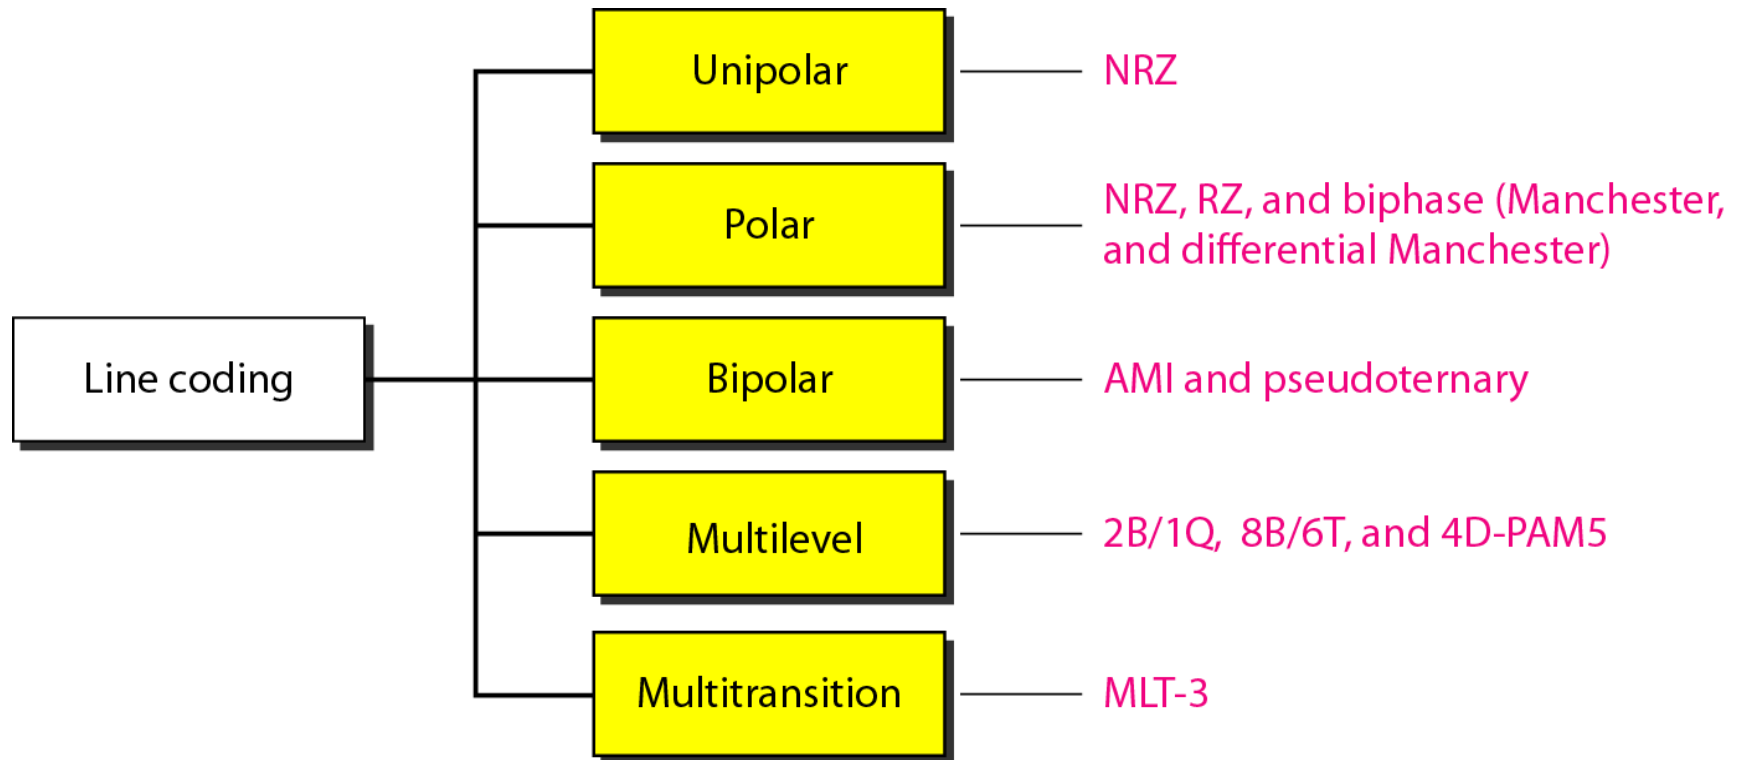 Unipolar
NRZ
Polar
NRZ, RZ, and biphase (Manchester,
and differential Manchester)
Line coding
Bipolar
AMI and pseudoternary
Multilevel
2B/1Q, 8B/6T, and 4D-PAM5
Multitransition
MLT-3